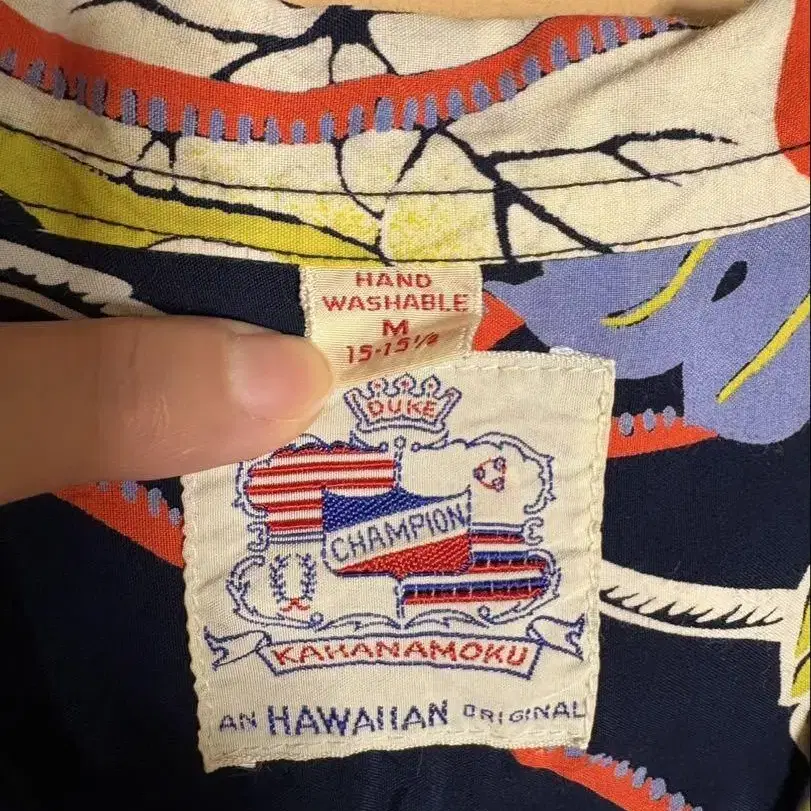 HAND
WASHABLE
M
15-15½
DUKE
CHAMPION
KAHANAMOKU
AN HAWAIIAN ORIGINAL